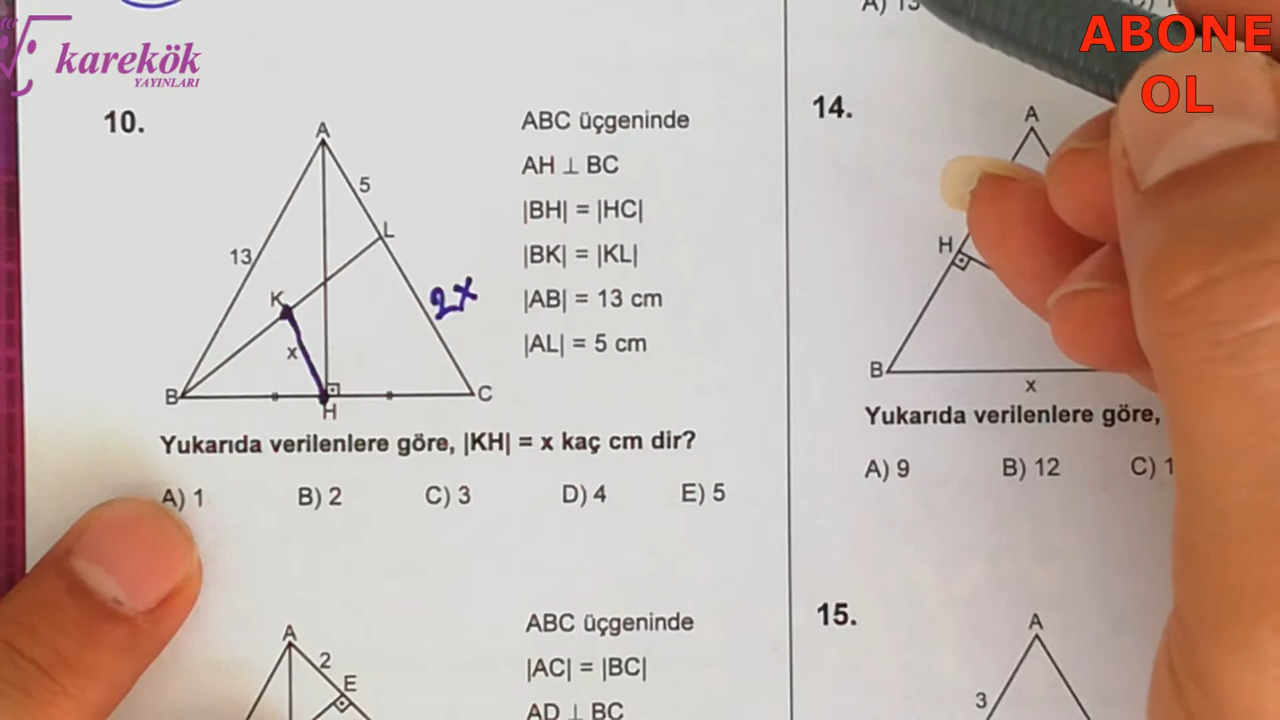 karekök
YAYINLARI
ABONE
OL
A) 13
10.
A
5
L
13
K
x
2x
B
H
C
ABC üçgeninde
AH ⊥ BC
|BH| = |HC|
|BK| = |KL|
|AB| = 13 cm
|AL| = 5 cm
Yukarıda verilenlere göre, |KH| = x kaç cm dir?
A) 1 B) 2 C) 3 D) 4 E) 5
A
2
E
ABC üçgeninde
|AC| = |BC|
AD ⊥ BC
14.
A
H
B
x
Yukarıda verilenlere göre,
A) 9 B) 12 C) 1
15.
A
3